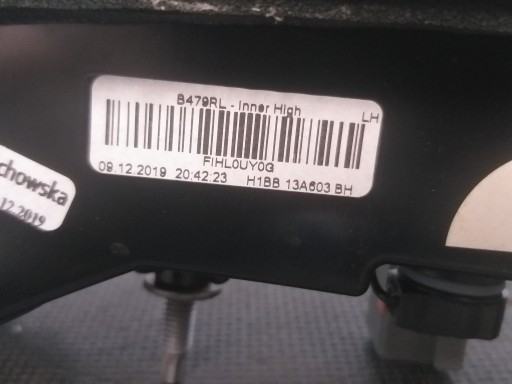 B479RL - Inner High
LH
FIHL0UY0G
09.12.2019 20:42:23 H1BB 13A603 BH
chowska
.12.2019